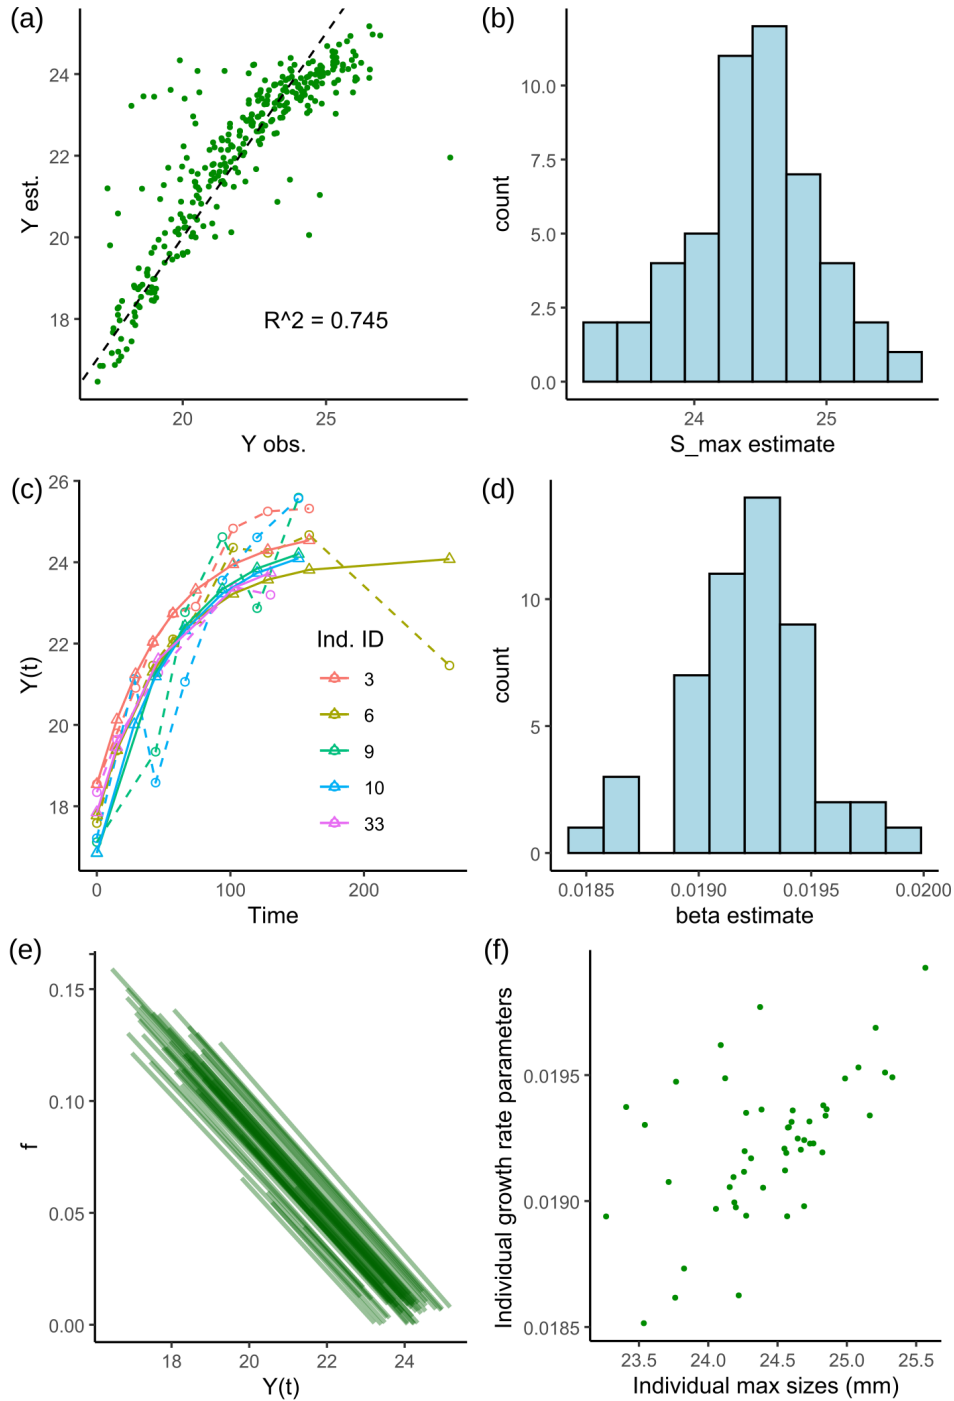 (a)
Y est.
24
22
20
18
R^2 = 0.745
20
25
Y obs.
(b)
count
10.0
7.5
5.0
2.5
0.0
24
25
S_max estimate
(c)
Y(t)
26
24
22
20
18
Ind. ID
3
6
9
10
33
0
100
200
Time
(d)
count
10
5
0
0.0185
0.0190
0.0195
0.0200
beta estimate
(e)
f
0.15
0.10
0.05
0.00
18
20
22
24
Y(t)
(f)
Individual growth rate parameters
0.0195
0.0190
0.0185
23.5
24.0
24.5
25.0
25.5
Individual max sizes (mm)